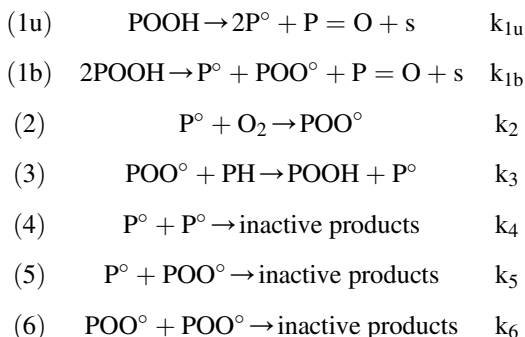 (1u) POOH → 2P° + P = O + s k1u
(1b) 2POOH → P° + POO° + P = O + s k1b
(2) P° + O2 → POO° k2
(3) POO° + PH → POOH + P° k3
(4) P° + P° → inactive products k4
(5) P° + POO° → inactive products k5
(6) POO° + POO° → inactive products k6